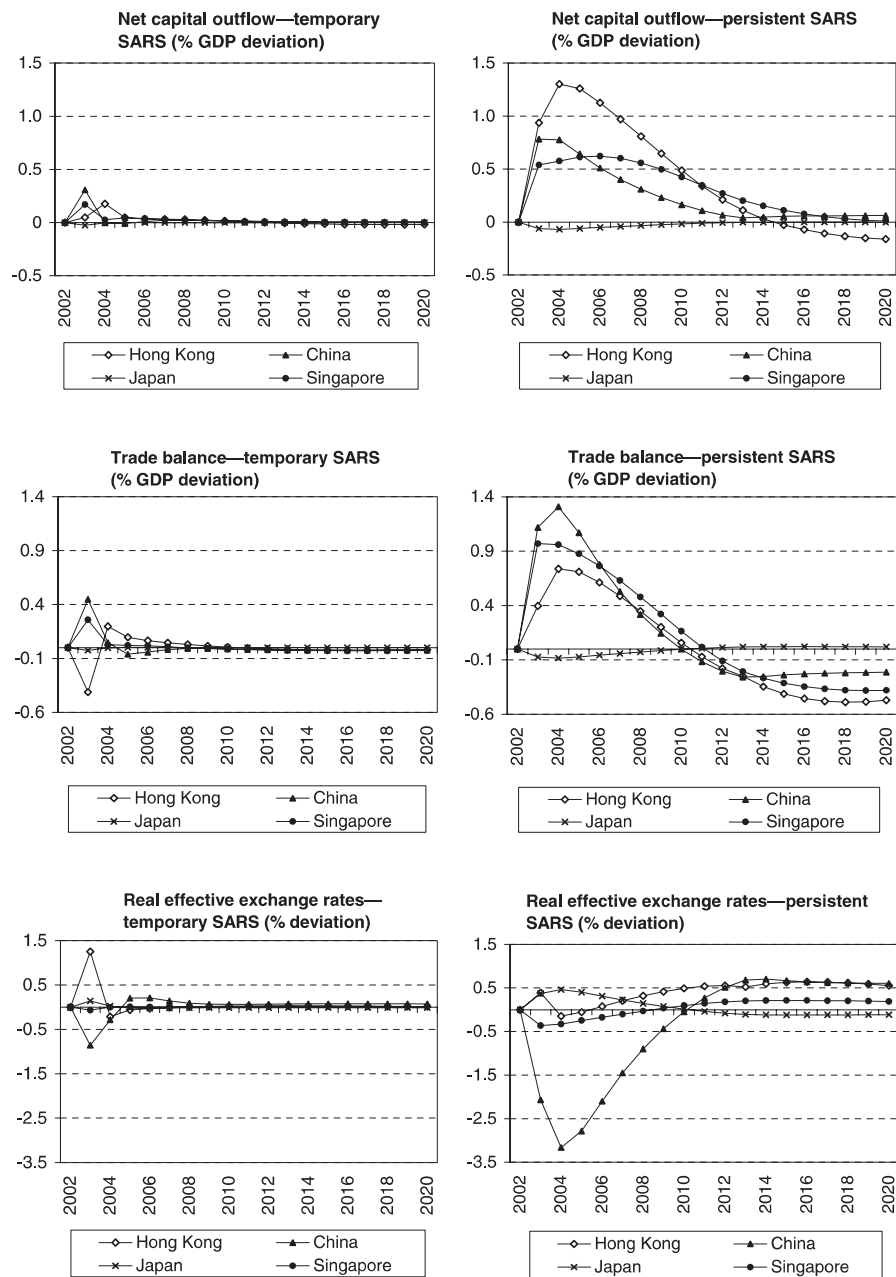 Net capital outflow—temporary
SARS (% GDP deviation)
1.5
1.0
0.5
0
-0.5
2002
2004
2006
2008
2010
2012
2014
2016
2018
2020
Hong Kong
China
Japan
Singapore
Net capital outflow—persistent SARS
(% GDP deviation)
1.5
1.0
0.5
0
-0.5
2002
2004
2006
2008
2010
2012
2014
2016
2018
2020
Hong Kong
China
Japan
Singapore
Trade balance—temporary SARS
(% GDP deviation)
1.4
0.9
0.4
-0.1
-0.6
2002
2004
2006
2008
2010
2012
2014
2016
2018
2020
Hong Kong
China
Japan
Singapore
Trade balance—persistent SARS
(% GDP deviation)
1.4
0.9
0.4
-0.1
-0.6
2002
2004
2006
2008
2010
2012
2014
2016
2018
2020
Hong Kong
China
Japan
Singapore
Real effective exchange rates—
temporary SARS (% deviation)
1.5
0.5
-0.5
-1.5
-2.5
-3.5
2002
2004
2006
2008
2010
2012
2014
2016
2018
2020
Hong Kong
China
Japan
Singapore
Real effective exchange rates—persistent
SARS (% deviation)
1.5
0.5
-0.5
-1.5
-2.5
-3.5
2002
2004
2006
2008
2010
2012
2014
2016
2018
2020
Hong Kong
China
Japan
Singapore